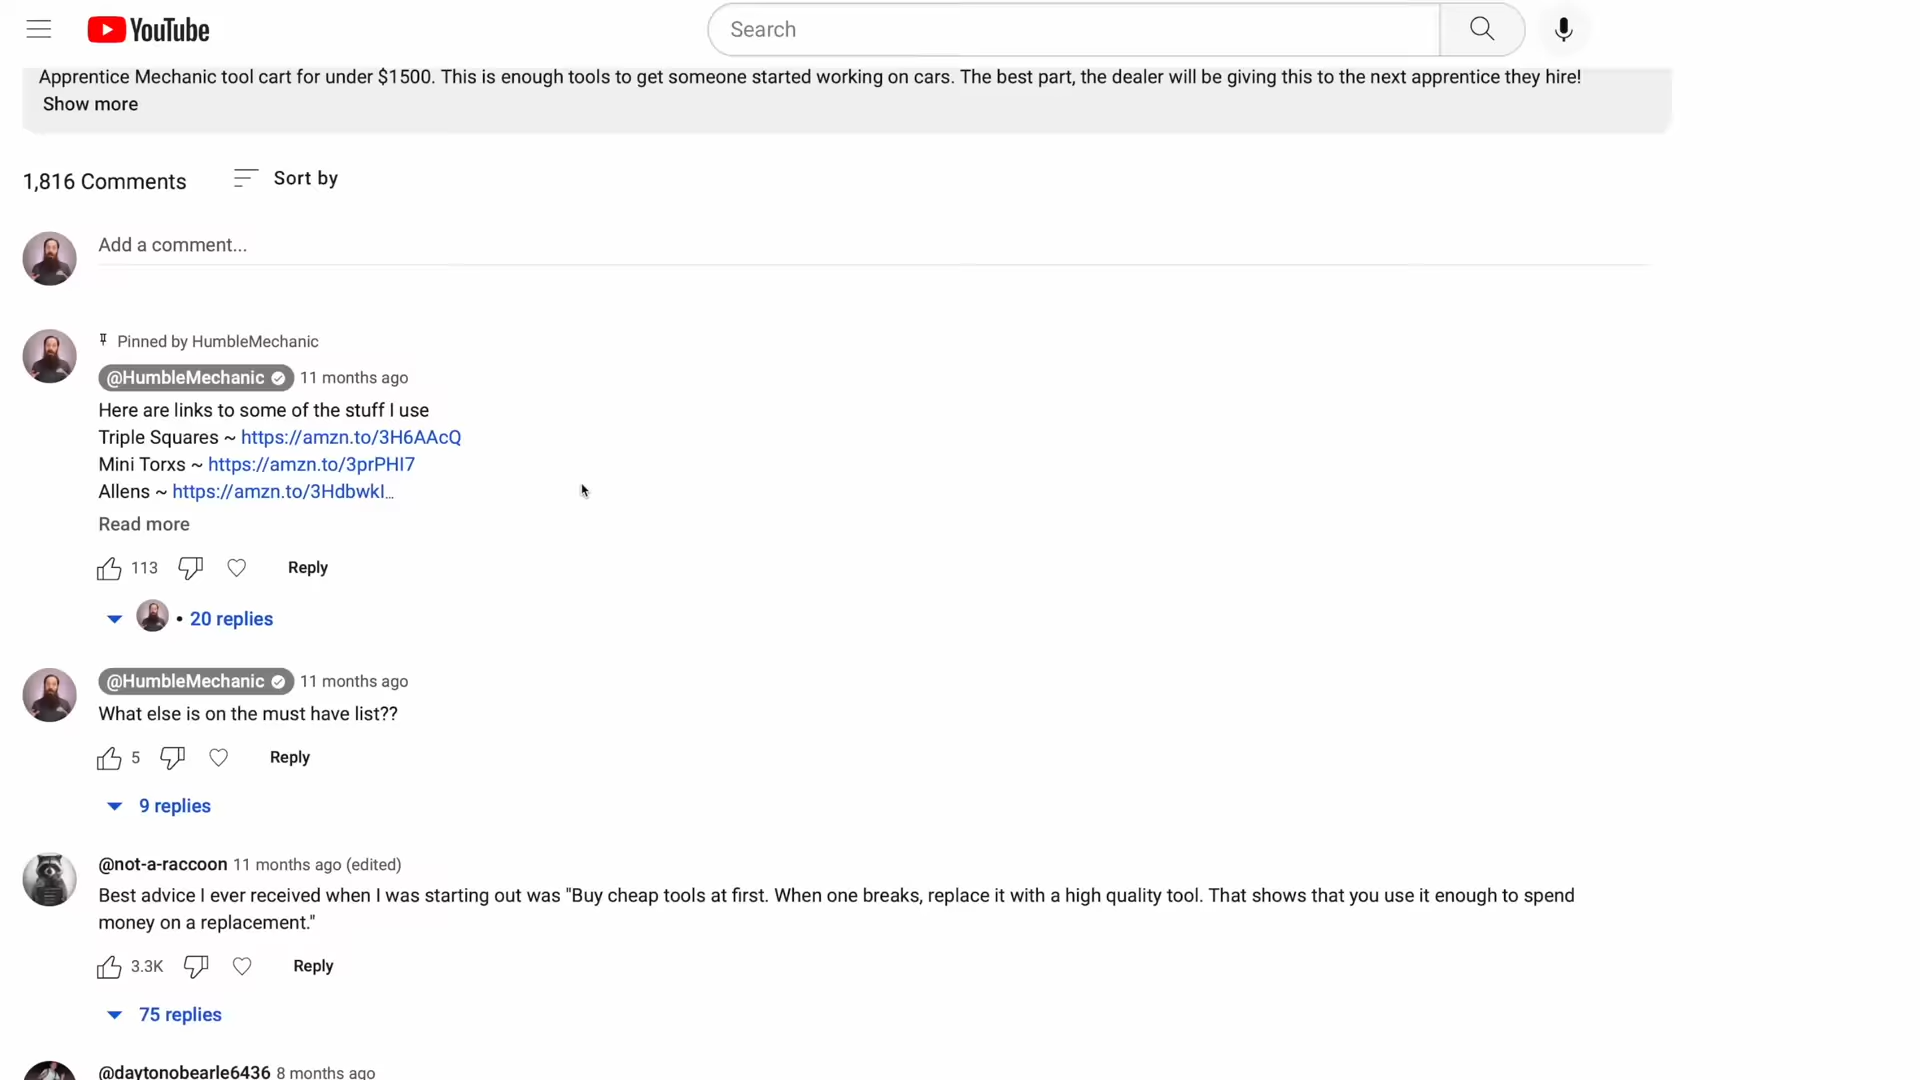 YouTube
Search
Apprentice Mechanic tool cart for under $1500. This is enough tools to get someone started working on cars. The best part, the dealer will be giving this to the next apprentice they hire!
Show more
1,816 Comments
Sort by
Add a comment...
Pinned by HumbleMechanic
@HumbleMechanic 11 months ago
Here are links to some of the stuff I use
Triple Squares ~ https://amzn.to/3H6AAcQ
Mini Torxs ~ https://amzn.to/3prPHI7
Allens ~ https://amzn.to/3HdbwkI...
Read more
113 Reply
• 20 replies
@HumbleMechanic 11 months ago
What else is on the must have list??
5 Reply
9 replies
@not-a-raccoon 11 months ago (edited)
Best advice I ever received when I was starting out was "Buy cheap tools at first. When one breaks, replace it with a high quality tool. That shows that you use it enough to spend
money on a replacement."
3.3K Reply
75 replies
@daytonobearle6436 8 months ago